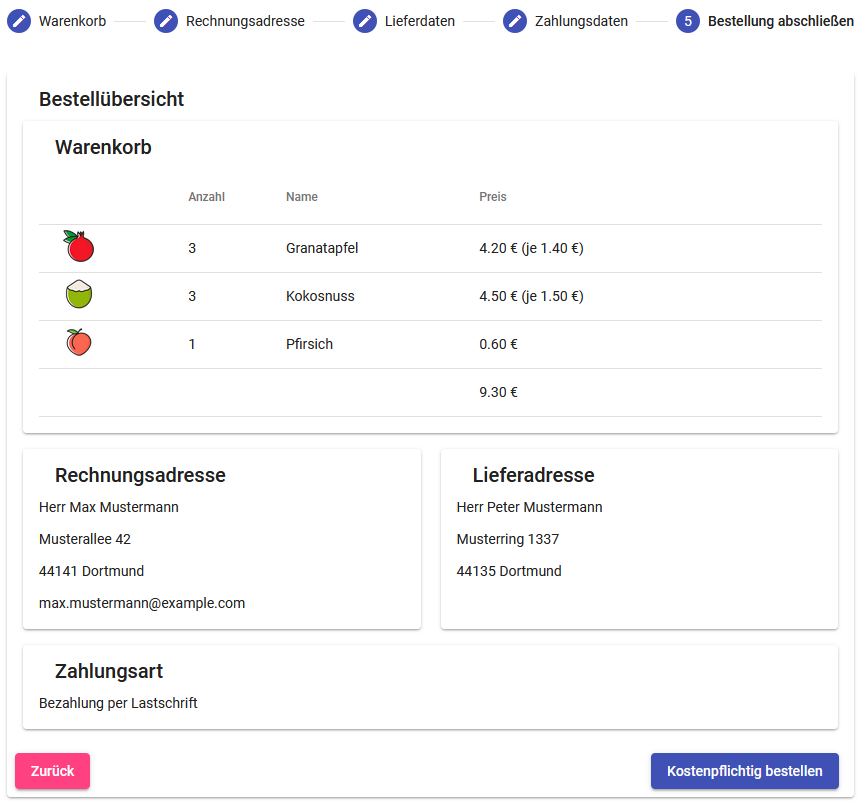 Warenkorb Rechnungsadresse Lieferdaten Zahlungsdaten 5 Bestellung abschließen
Bestellübersicht
Warenkorb
Anzahl Name Preis
3 Granatapfel 4.20 € (je 1.40 €)
3 Kokosnuss 4.50 € (je 1.50 €)
1 Pfirsich 0.60 €
9.30 €
Rechnungsadresse
Herr Max Mustermann
Musterallee 42
44141 Dortmund
max.mustermann@example.com
Lieferadresse
Herr Peter Mustermann
Musterring 1337
44135 Dortmund
Zahlungsart
Bezahlung per Lastschrift
Zurück Kostenpflichtig bestellen